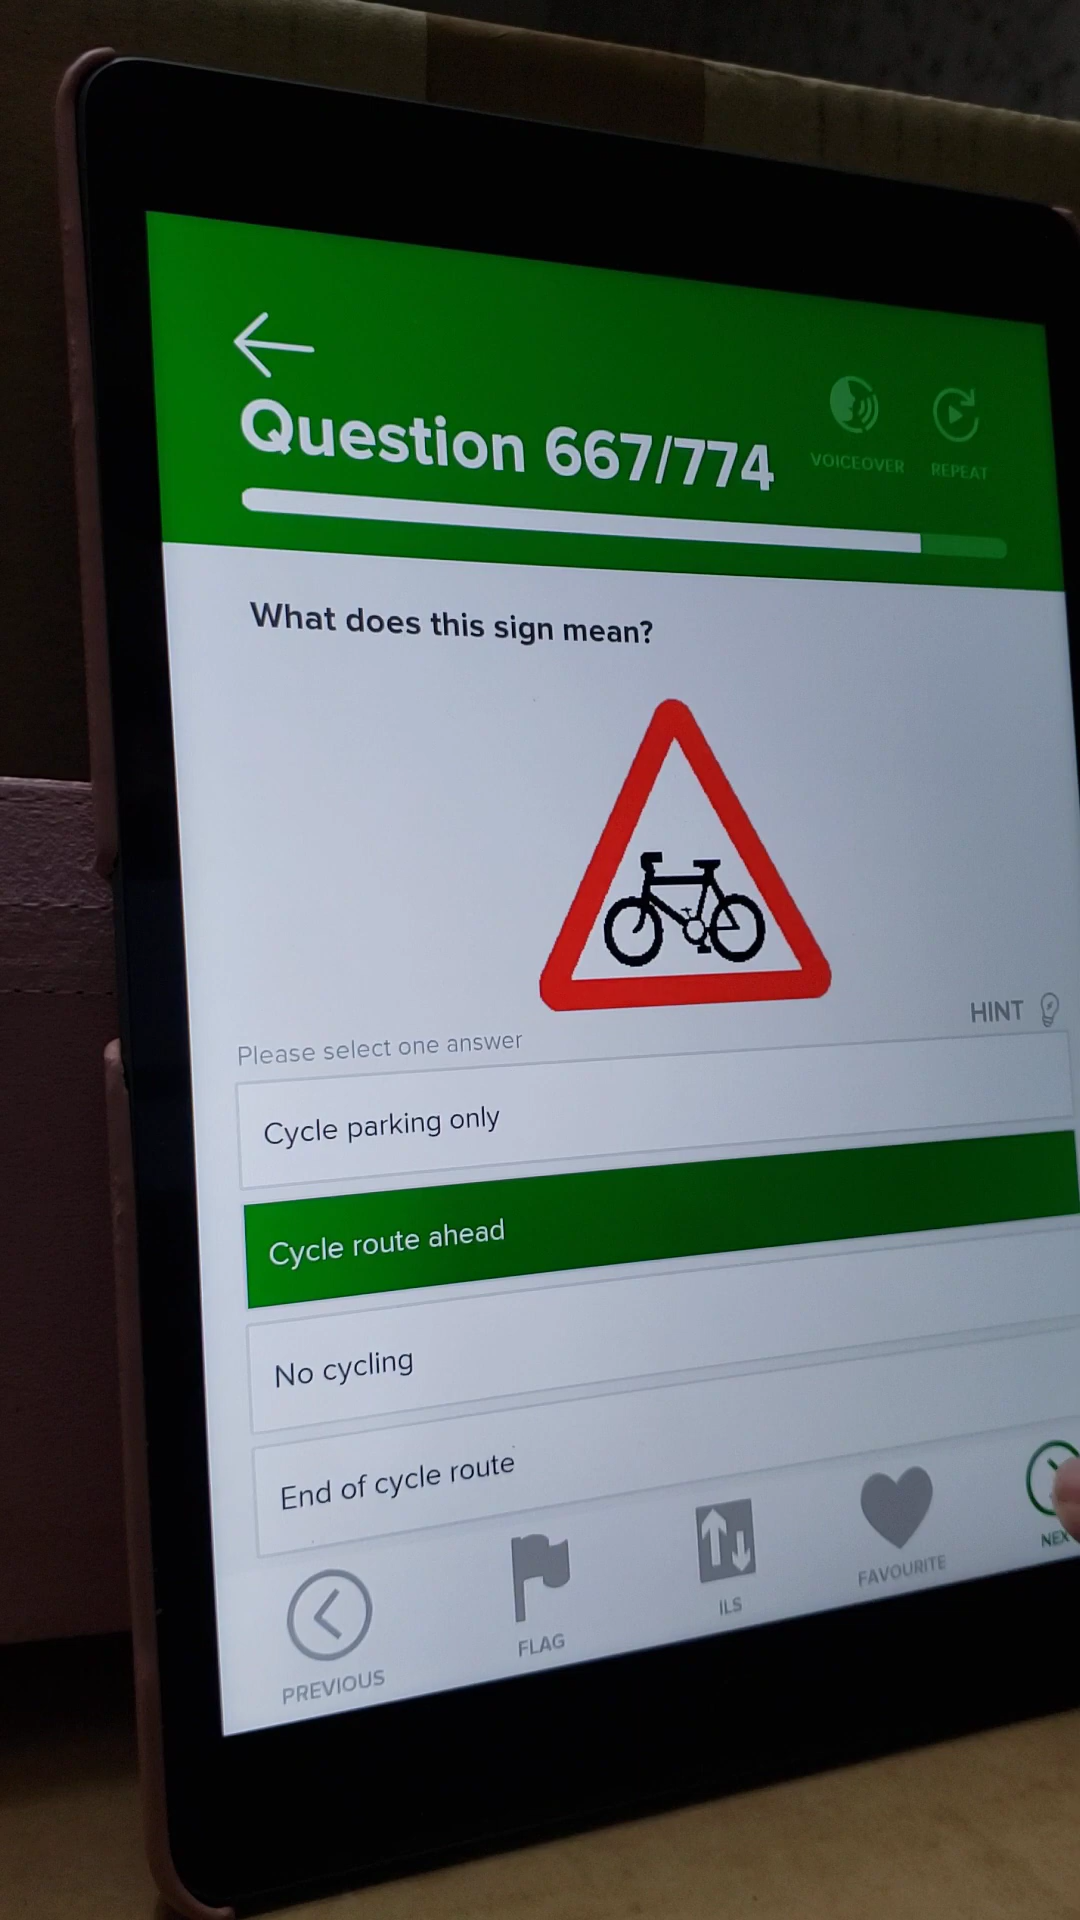 Question 667/774
VOICEOVER
REPEAT
What does this sign mean?
HINT
Please select one answer
Cycle parking only
Cycle route ahead
No cycling
End of cycle route
PREVIOUS
FLAG
ILS
FAVOURITE